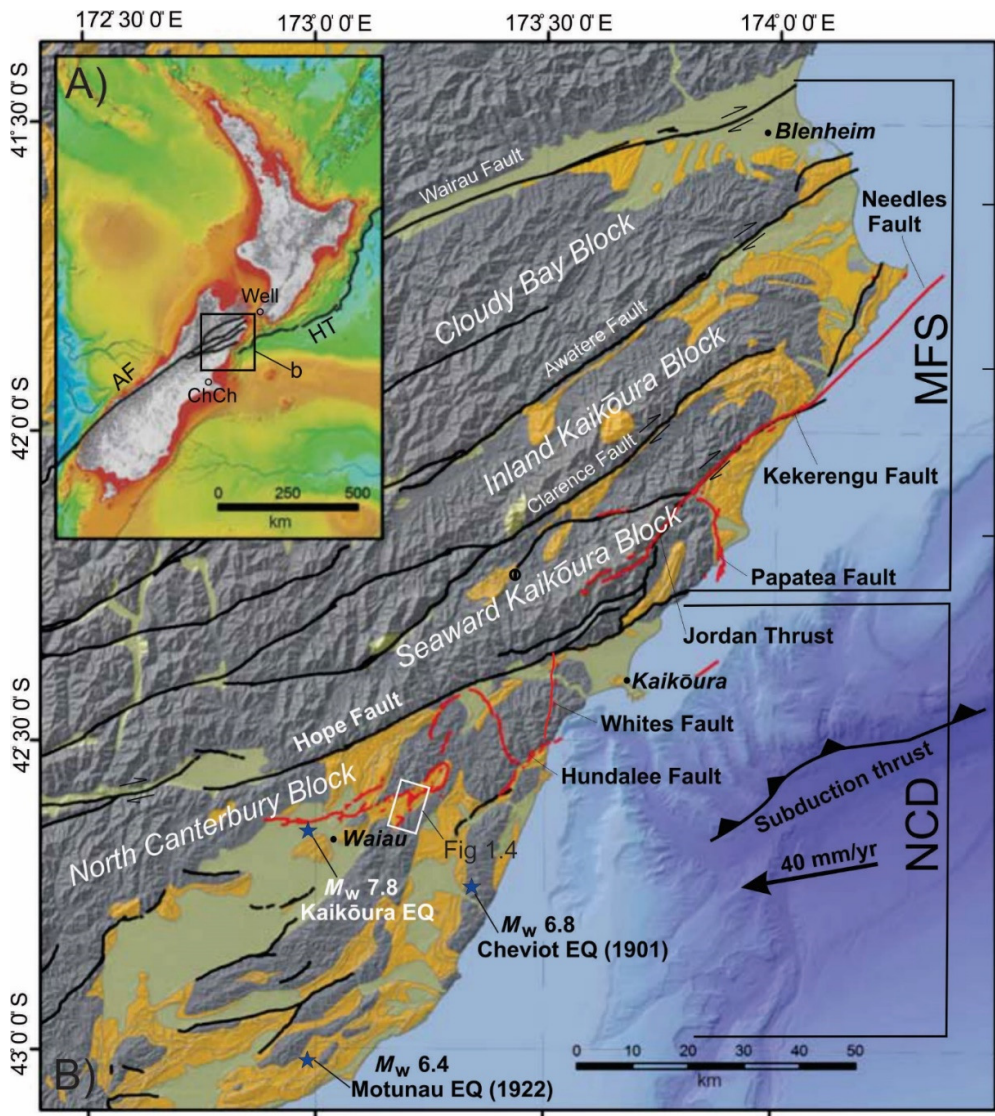 172°30'0"E
173°0'0"E
173°30'0"E
174°0'0"E
41°30'0"S
42°0'0"S
42°30'0"S
43°0'0"S
A)
Well
HT
AF
b
ChCh
0 250 500
km
Blenheim
Wairau Fault
Needles
Fault
Cloudy Bay Block
Awatere Fault
MFS
Inland Kaikōura Block
Clarence Fault
Kekerengu Fault
Seaward Kaikōura Block
Papatea Fault
Jordan Thrust
Kaikōura
Hope Fault
Whites Fault
Hundalee Fault
Subduction thrust
North Canterbury Block
NCD
Waiau
Fig 1.4
40 mm/yr
Mw 7.8
Kaikōura EQ
Mw 6.8
Cheviot EQ (1901)
Mw 6.4
Motunau EQ (1922)
B)
0 10 20 30 40 50
km